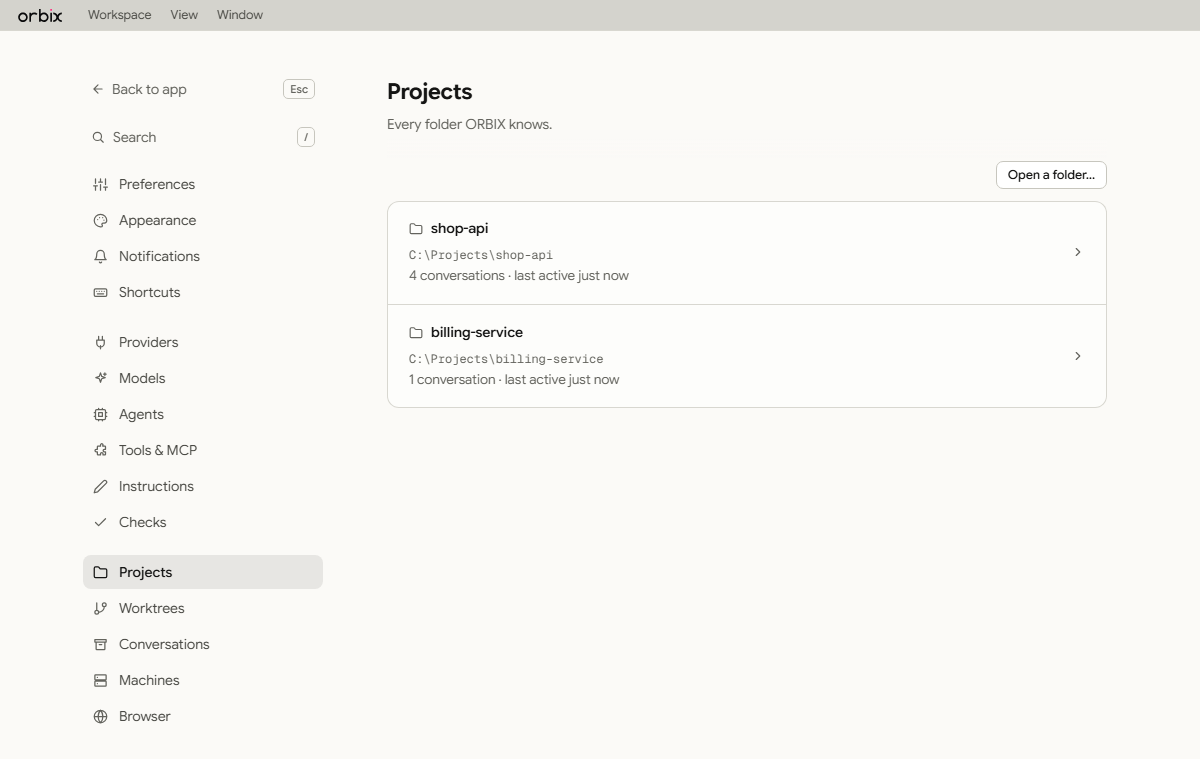 orbix Workspace View Window
Back to app Esc
Search /
Preferences
Appearance
Notifications
Shortcuts
Providers
Models
Agents
Tools & MCP
Instructions
Checks
Projects
Worktrees
Conversations
Machines
Browser
Projects
Every folder ORBIX knows.
Open a folder...
shop-api
C:\Projects\shop-api
4 conversations · last active just now
billing-service
C:\Projects\billing-service
1 conversation · last active just now